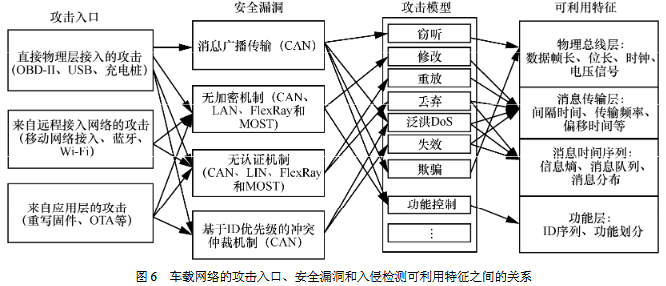 攻击入口
安全漏洞
攻击模型
可利用特征
直接物理层接入的攻击
(OBD-II、USB、充电桩)
来自远程接入网络的攻击
(移动网络接入、蓝牙、
Wi-Fi)
来自应用层的攻击
(重写固件、OTA等)
消息广播传输(CAN)
无加密机制(CAN、
LAN、FlexRay和
MOST)
无认证机制
(CAN、LIN、FlexRay
和MOST)
基于ID优先级的冲突
仲裁机制(CAN)
窃听
修改
重放
丢弃
泛洪DoS
失效
欺骗
功能控制
⋮
物理总线层：
数据帧长、位长、时钟、
电压信号
消息传输层：
间隔时间、传输频率、
偏移时间等
消息时间序列：
信息熵、消息队列、
消息分布
功能层：
ID序列、功能划分
图 6 车载网络的攻击入口、安全漏洞和入侵检测可利用特征之间的关系